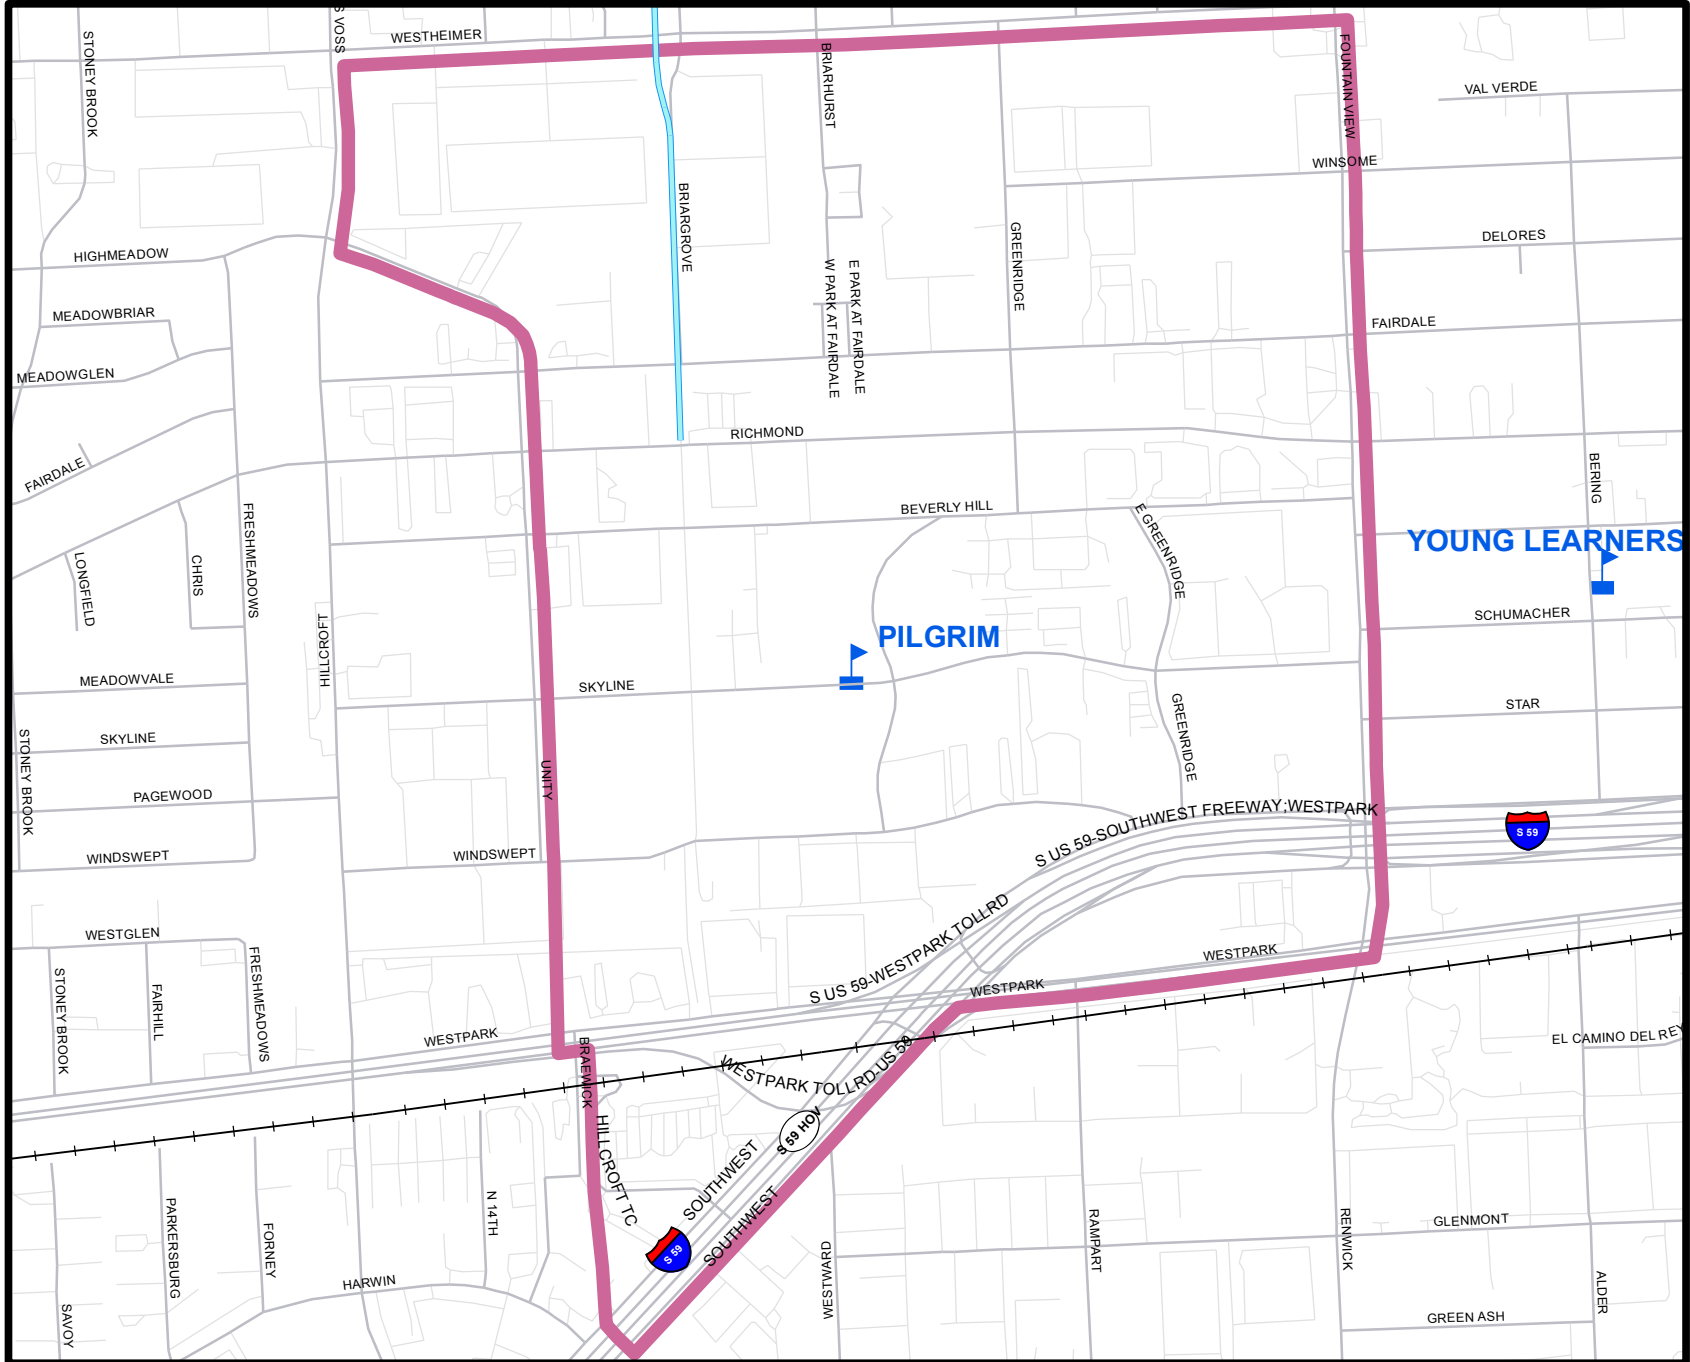 S VOSS
WESTHEIMER
STONEY BROOK
BRIARHURST
FOUNTAIN VIEW
VAL VERDE
WINSOME
BRIARGROVE
GREENRIDGE
DELORES
HIGHMEADOW
W PARK AT FAIRDALE
E PARK AT FAIRDALE
MEADOWBRIAR
FAIRDALE
MEADOWGLEN
RICHMOND
FAIRDALE
BERING
BEVERLY HILL
E GREENRIDGE
FRESHMEADOWS
YOUNG LEARNERS
LONGFIELD
CHRIS
HILLCROFT
SCHUMACHER
PILGRIM
MEADOWVALE
SKYLINE
GREENRIDGE
STAR
SKYLINE
STONEY BROOK
UNITY
PAGEWOOD
S US 59-SOUTHWEST FREEWAY;WESTPARK
S 59
WINDSWEPT
WINDSWEPT
S US 59-WESTPARK TOLLRD
WESTGLEN
WESTPARK
STONEY BROOK
FAIRHILL
FRESHMEADOWS
WESTPARK
WESTPARK
EL CAMINO DEL REY
BRAEWICK
WESTPARK TOLLRD-US 59
S 59 HOV
HILLCROFT TC
SOUTHWEST
SOUTHWEST
S 59
PARKERSBURG
FORNEY
N 14TH
HARWIN
SAVOY
WESTWARD
RAMPART
RENWICK
GLENMONT
ALDER
GREEN ASH